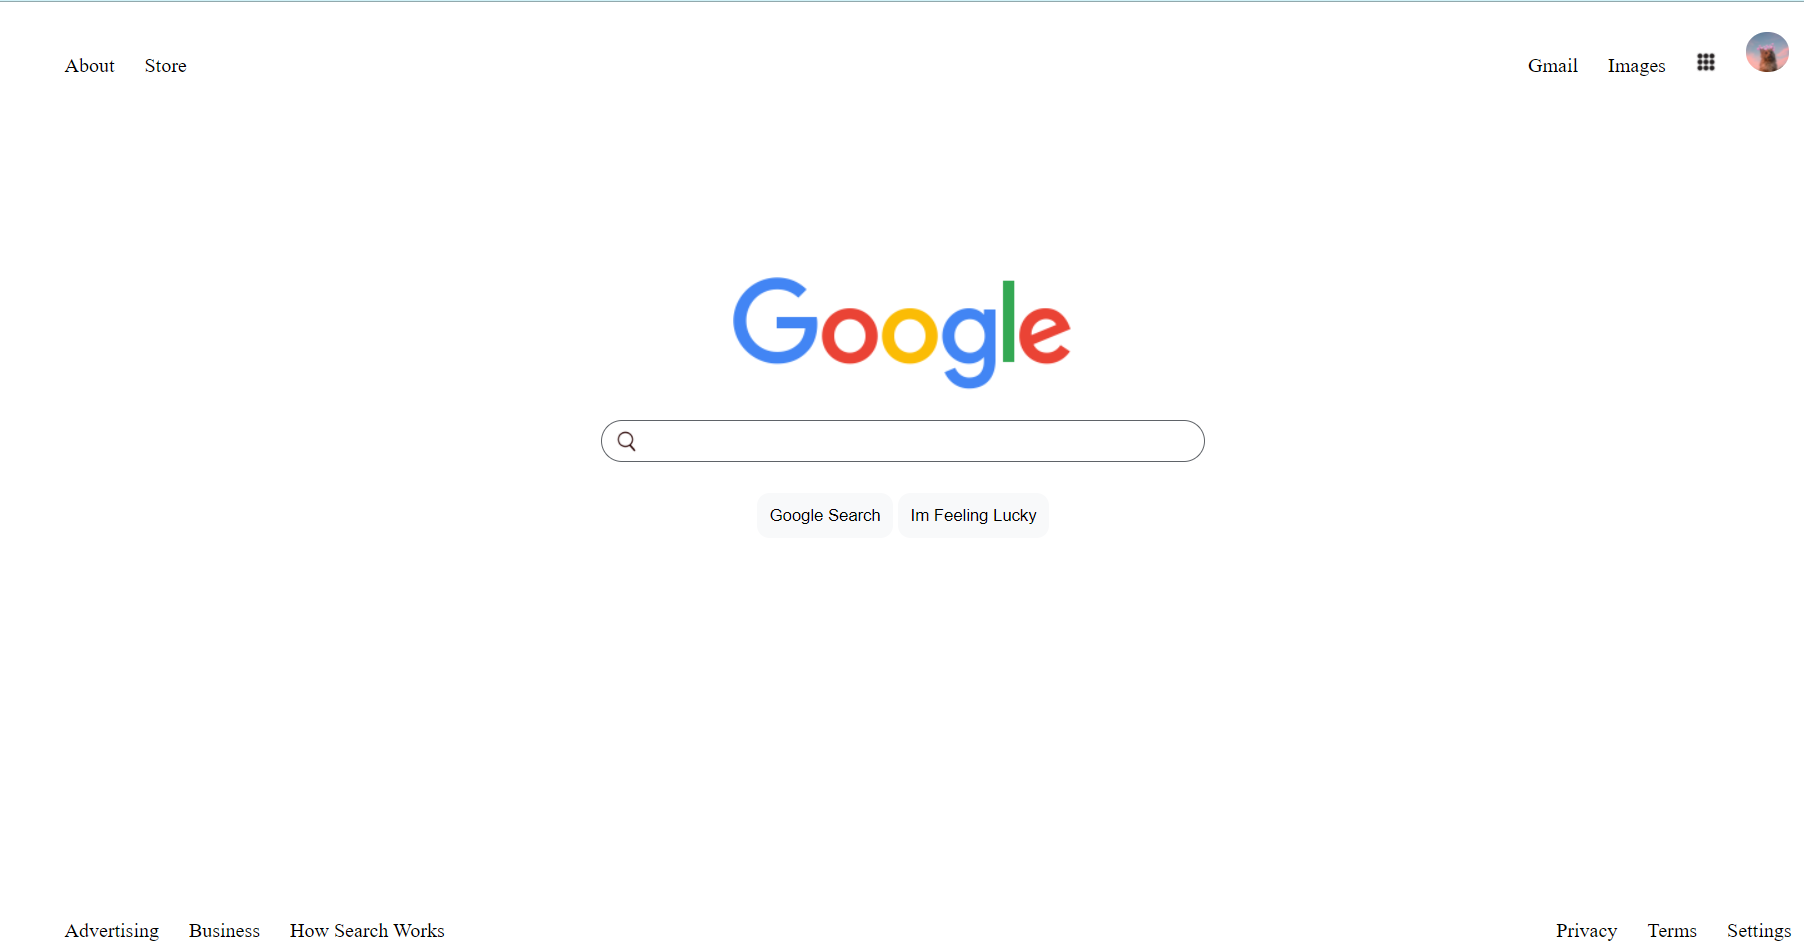 About Store Gmail Images
Google
Google Search Im Feeling Lucky
Advertising Business How Search Works Privacy Terms Settings